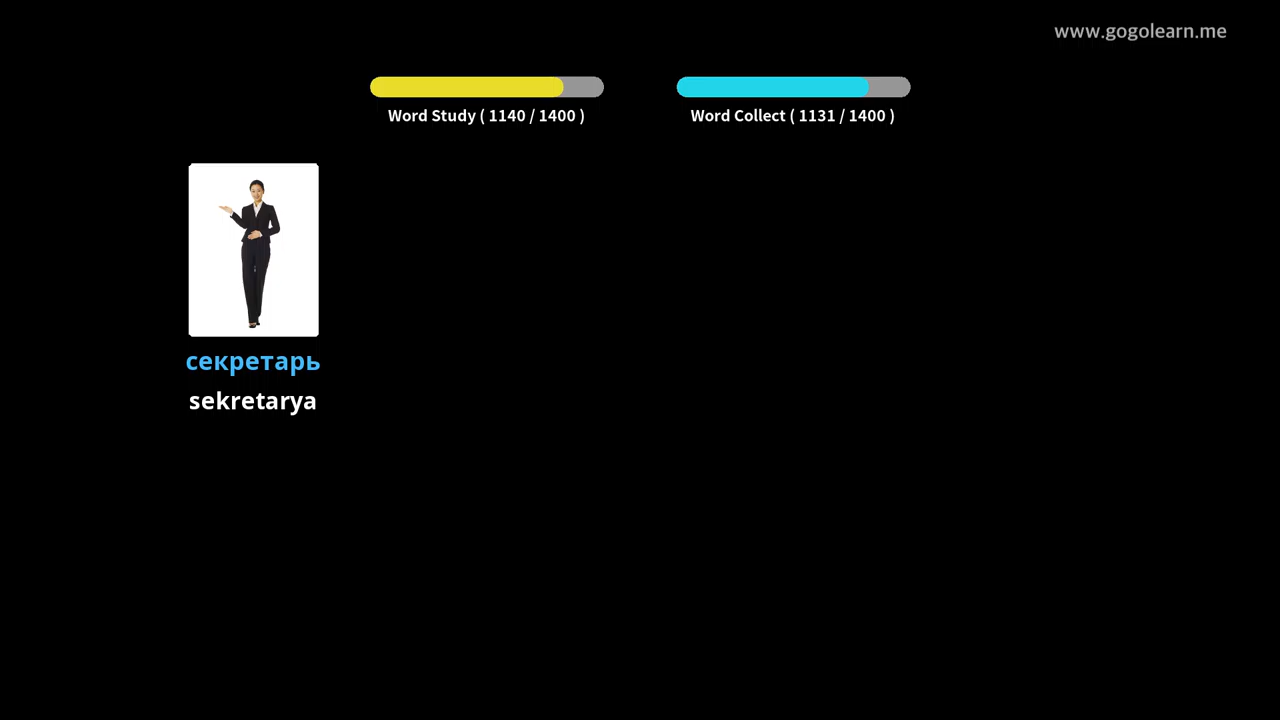 www.gogolearn.me
Word Study ( 1140 / 1400 )
Word Collect ( 1131 / 1400 )
секретарь
sekretarya